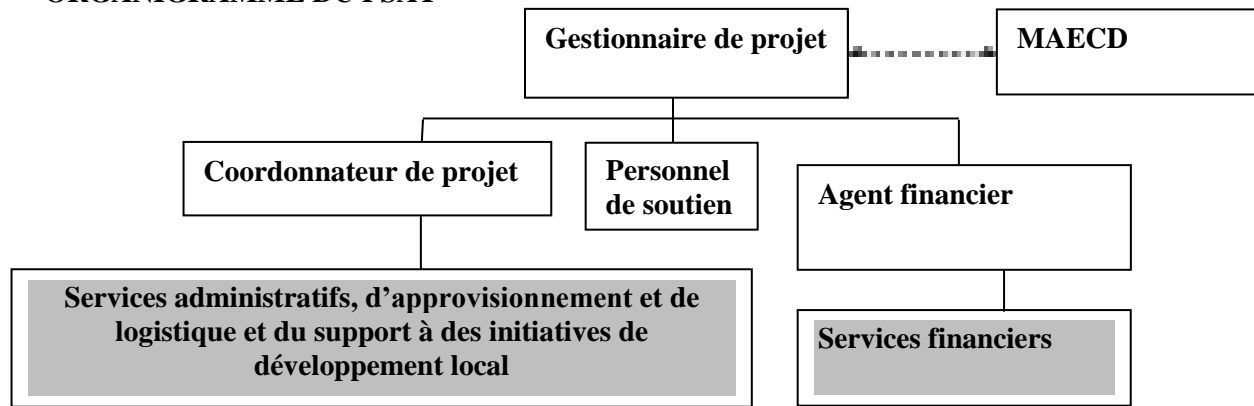 Gestionnaire de projet
MAECD
Coordonnateur de projet
Personnel
de soutien
Agent financier
Services administratifs, d’approvisionnement et de
logistique et du support à des initiatives de
développement local
Services financiers